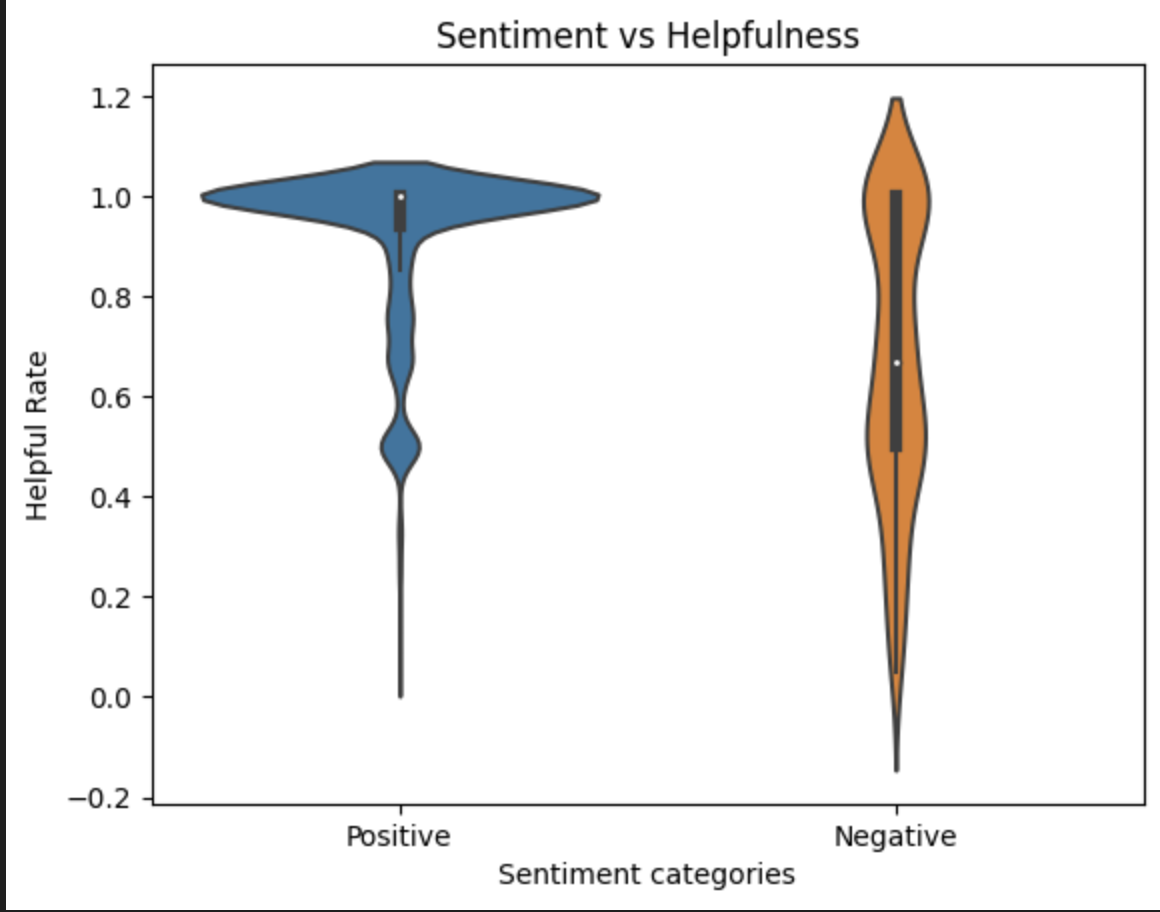 Sentiment vs Helpfulness
1.2
1.0
0.8
0.6
0.4
0.2
0.0
−0.2
Helpful Rate
Positive
Negative
Sentiment categories